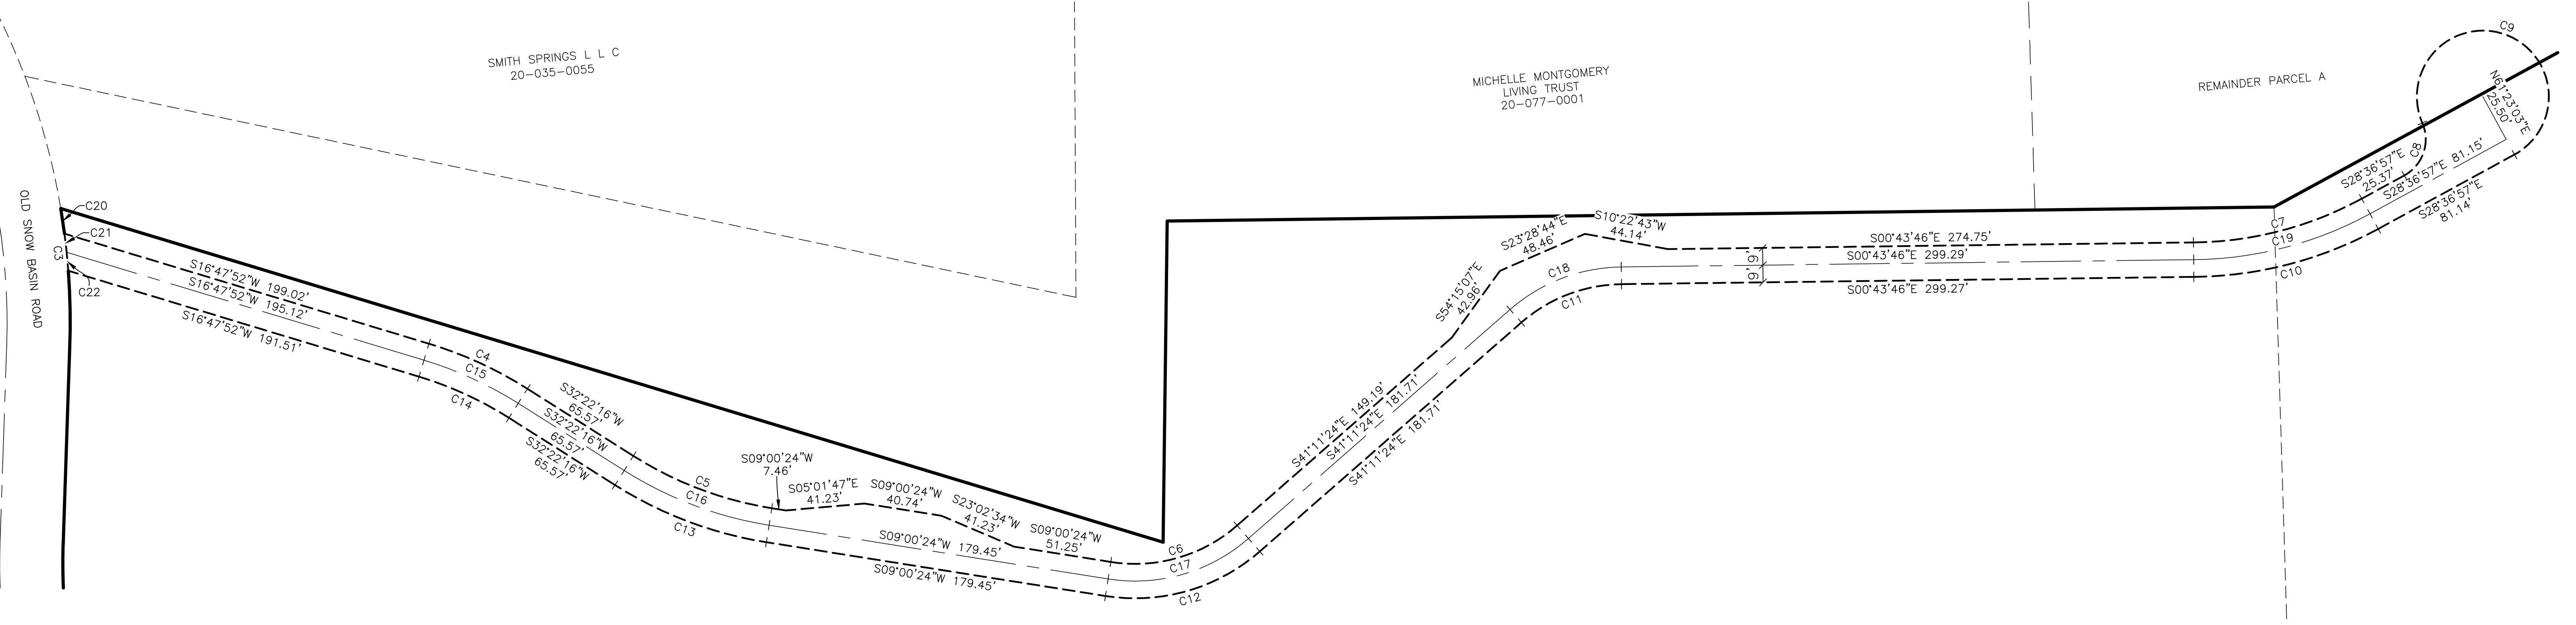 SMITH SPRINGS L L C
20-035-0055
MICHELLE MONTGOMERY
LIVING TRUST
20-077-0001
REMAINDER PARCEL A
C9
N61°23'03"E
25.50'
C8
S28°36'57"E
25.37'
S28°36'57"E 81.15'
S28°36'57"E
81.14'
C7
C19
C10
S00°43'46"E 274.75'
S00°43'46"E 299.29'
S00°43'46"E 299.27'
S10°22'43"W
44.14'
S23°28'44"E
48.46'
S54°15'07"E
42.96'
C18
C11
S41°11'24"E 149.19'
S41°11'24"E 181.71'
S41°11'24"E 181.71'
C6
C17
C12
S09°00'24"W
51.25'
S23°02'34"W
41.23'
S09°00'24"W
40.74'
S05°01'47"E
41.23'
S09°00'24"W
7.46'
S09°00'24"W 179.45'
S09°00'24"W 179.45'
C5
C16
C13
S32°22'16"W
65.57'
S32°22'16"W
65.57'
S32°22'16"W
65.57'
C4
C15
C14
S16°47'52"W 199.02'
S16°47'52"W 195.12'
S16°47'52"W 191.51'
C20
C21
C3
C22
OLD SNOW BASIN ROAD